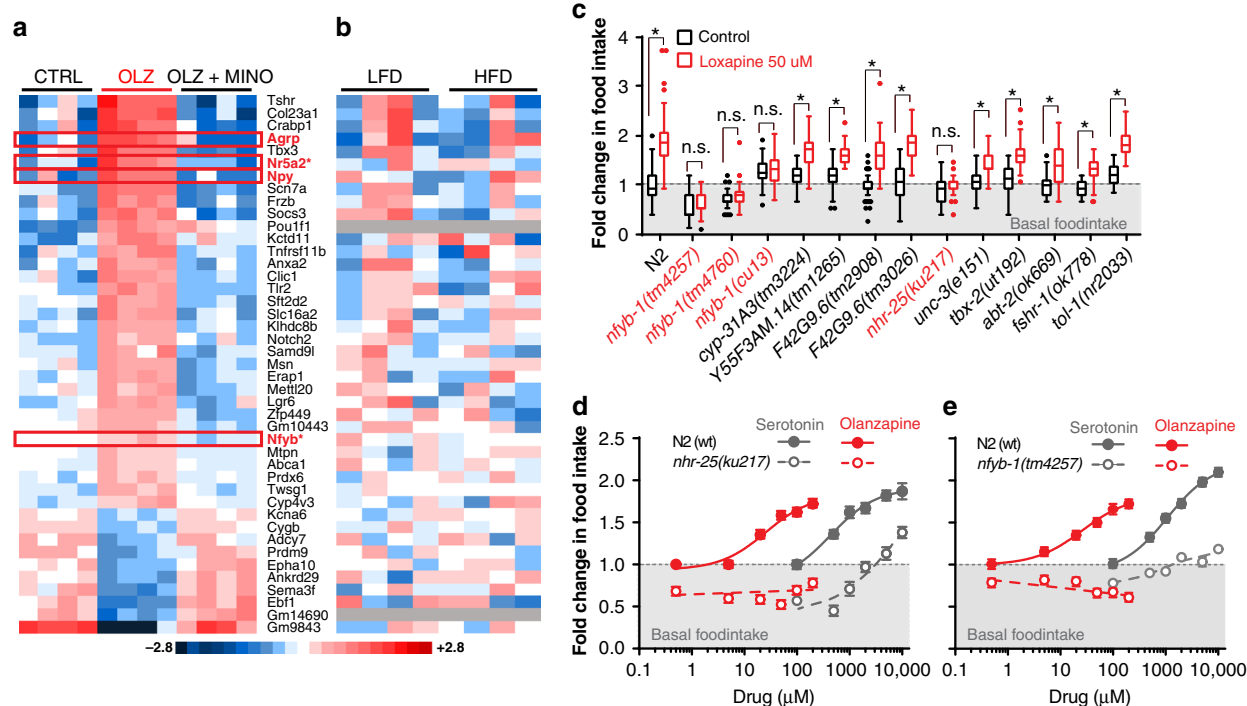 a
CTRL
OLZ
OLZ + MINO
Tshr
Col23a1
Crabp1
Agrp
Tbx3
Nr5a2*
Npy
Scn7a
Frzb
Socs3
Pou1f1
Kctd11
Tnfrsf11b
Anxa2
Clic1
Tlr2
Sft2d2
Slc16a2
Klhdc8b
Notch2
Samd9l
Msn
Erap1
Mettl20
Lgr6
Zfp449
Gm10443
Nfyb*
Mtpn
Abca1
Prdx6
Twsg1
Cyp4v3
Kcna6
Cygb
Adcy7
Prdm9
Epha10
Ankrd29
Sema3f
Ebf1
Gm14690
Gm9843
–2.8
+2.8
b
LFD
HFD
c
Control
Loxapine 50 uM
Fold change in food intake
4
3
2
1
0
*
n.s.
n.s.
n.s.
*
*
*
*
n.s.
*
*
*
*
*
Basal foodintake
N2
nfyb-1(tm4257)
nfyb-1(tm4760)
nfyb-1(cu13)
cyp-31A3(tm3224)
Y55F3AM.14(tm1265)
F42G9.6(tm2908)
F42G9.6(tm3026)
nhr-25(ku217)
unc-3(e151)
tbx-2(ut192)
abt-2(ok669)
fshr-1(ok778)
tol-1(nr2033)
d
Serotonin
Olanzapine
N2 (wt)
nhr-25(ku217)
Fold change in food intake
2.5
2.0
1.5
1.0
0.5
0.0
Basal foodintake
0.1
1
10
100
1000
10,000
Drug (µM)
e
Serotonin
Olanzapine
N2 (wt)
nfyb-1(tm4257)
Basal foodintake
0.1
1
10
100
1000
10,000
Drug (µM)